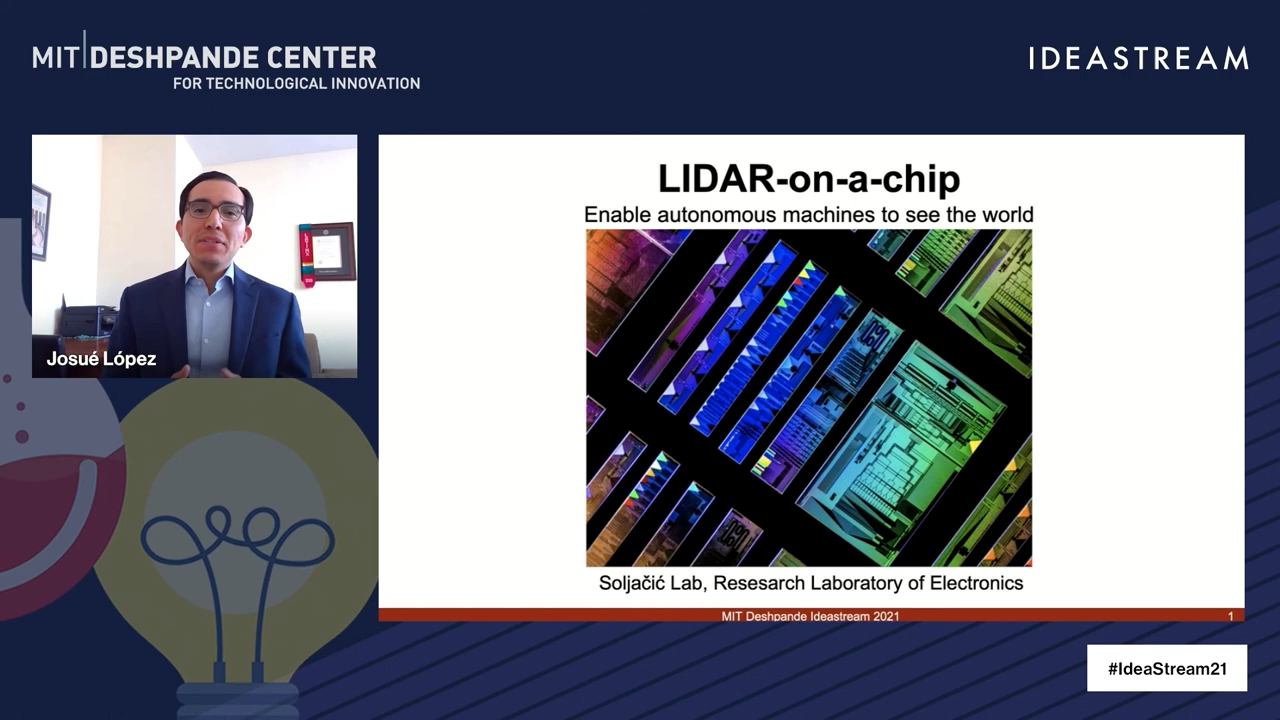 MIT DESHPANDE CENTER
FOR TECHNOLOGICAL INNOVATION
IDEASTREAM
Josué López
LIDAR-on-a-chip
Enable autonomous machines to see the world
Soljačić Lab, Resesarch Laboratory of Electronics
MIT Deshpande Ideastream 2021
1
#IdeaStream21